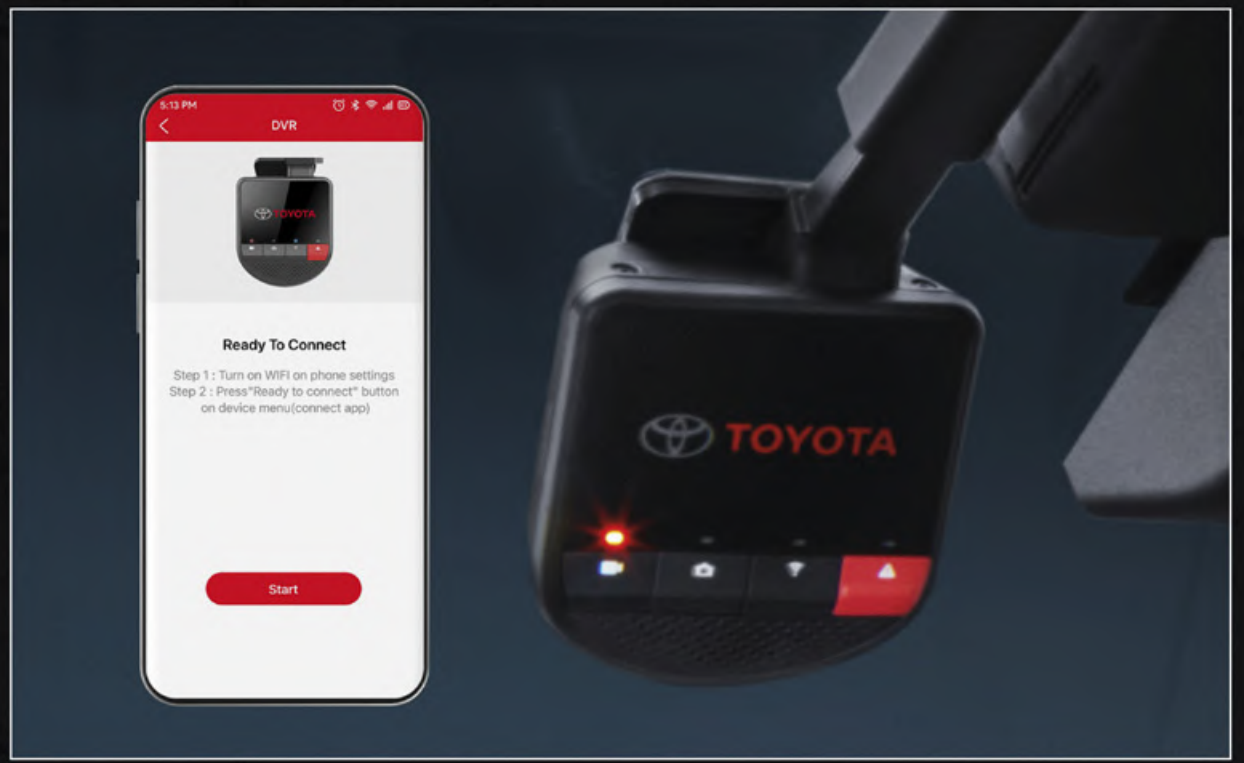 5:13 PM
DVR
TOYOTA
Ready To Connect
Step 1 : Turn on WIFI on phone settings
Step 2 : Press"Ready to connect" button
on device menu(connect app)
Start
TOYOTA